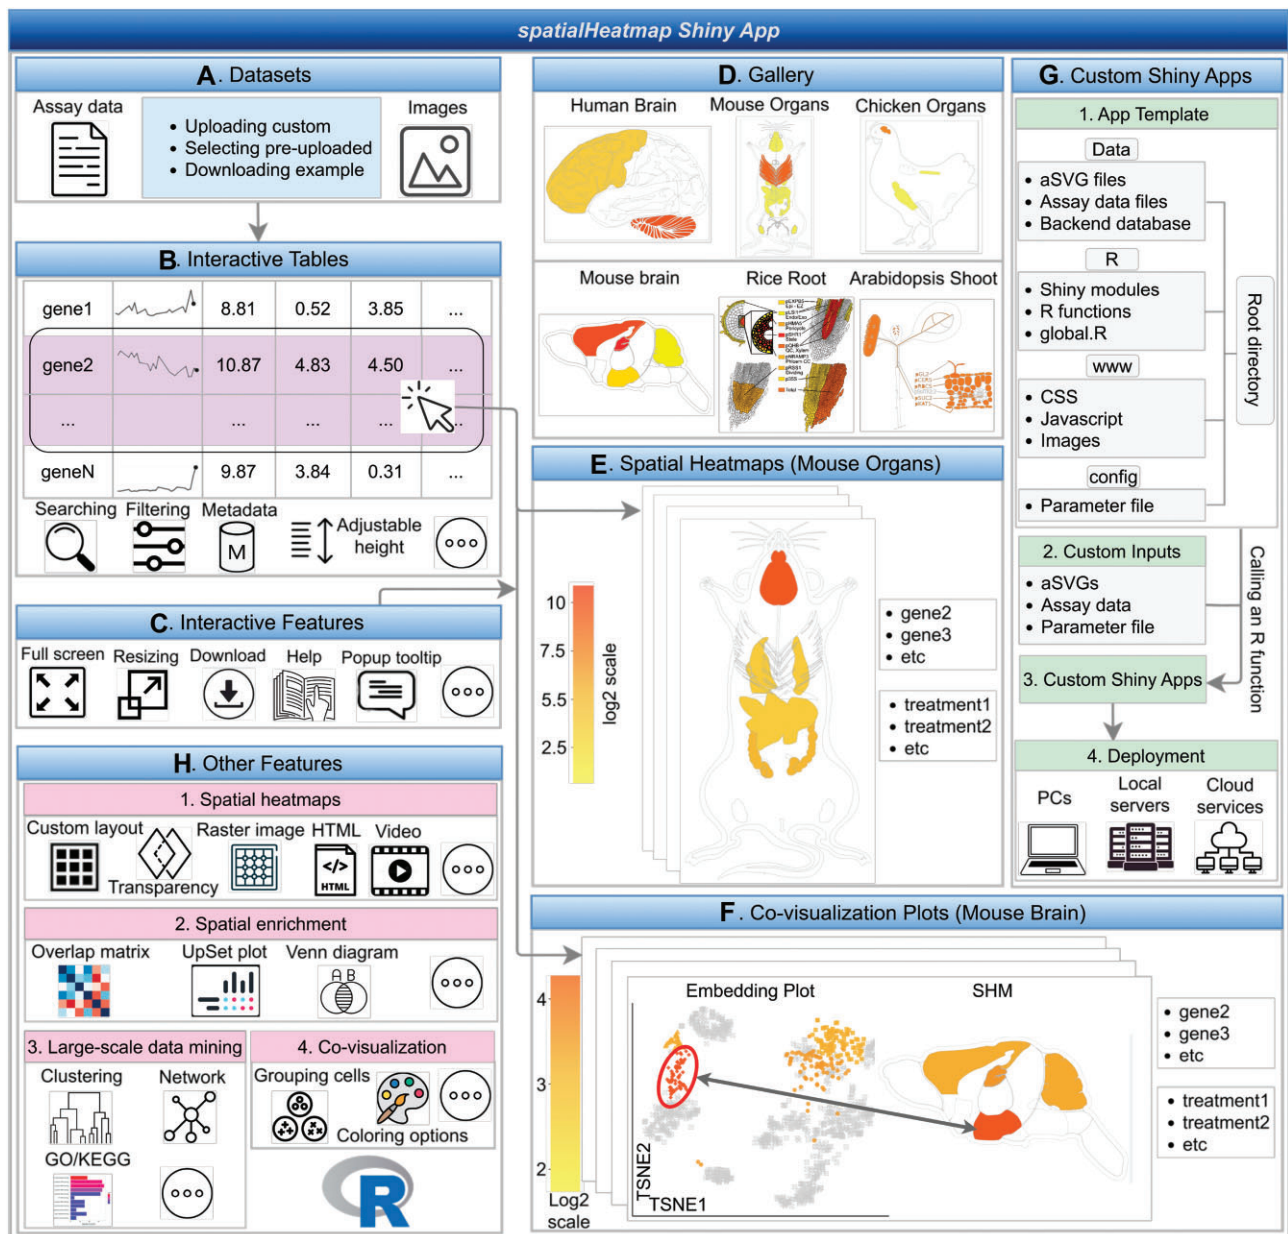 spatialHeatmap Shiny App
A. Datasets
Assay data
• Uploading custom
• Selecting pre-uploaded
• Downloading example
Images
B. Interactive Tables
gene1 8.81 0.52 3.85 ...
gene2 10.87 4.83 4.50 ...
... ... ... ... ...
geneN 9.87 3.84 0.31 ...
Searching
Filtering
Metadata
M
Adjustable
height
C. Interactive Features
Full screen
Resizing
Download
Help
Popup tooltip
H. Other Features
1. Spatial heatmaps
Custom layout
Transparency
Raster image
HTML
</>
HTML
Video
2. Spatial enrichment
Overlap matrix
UpSet plot
Venn diagram
A B
3. Large-scale data mining
Clustering
Network
GO/KEGG
4. Co-visualization
Grouping cells
Coloring options
R
D. Gallery
Human Brain
Mouse Organs
Chicken Organs
Mouse brain
Rice Root
Arabidopsis Shoot
E. Spatial Heatmaps (Mouse Organs)
10
7.5
5.0
2.5
log2 scale
• gene2
• gene3
• etc
• treatment1
• treatment2
• etc
F. Co-visualization Plots (Mouse Brain)
4
3
2
Log2
scale
Embedding Plot
SHM
TSNE2
TSNE1
• gene2
• gene3
• etc
• treatment1
• treatment2
• etc
G. Custom Shiny Apps
1. App Template
Data
• aSVG files
• Assay data files
• Backend database
R
• Shiny modules
• R functions
• global.R
www
• CSS
• Javascript
• Images
config
• Parameter file
Root directory
2. Custom Inputs
• aSVGs
• Assay data
• Parameter file
Calling an R function
3. Custom Shiny Apps
4. Deployment
PCs
Local
servers
Cloud
services